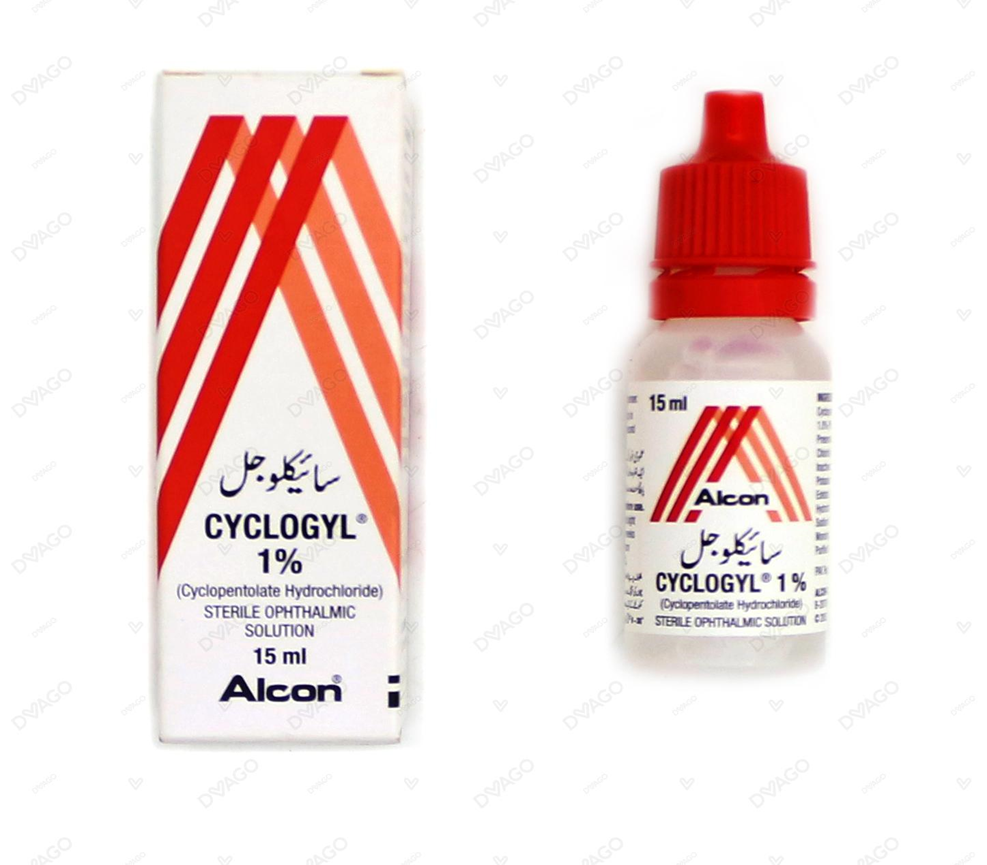 سائیکلوجل
CYCLOGYL®
1%
(Cyclopentolate Hydrochloride)
STERILE OPHTHALMIC
SOLUTION
15 ml
Alcon®
15 ml
Alcon
سائیکلوجل
CYCLOGYL® 1%
(Cyclopentolate Hydrochloride)
STERILE OPHTHALMIC SOLUTION
DVAGO